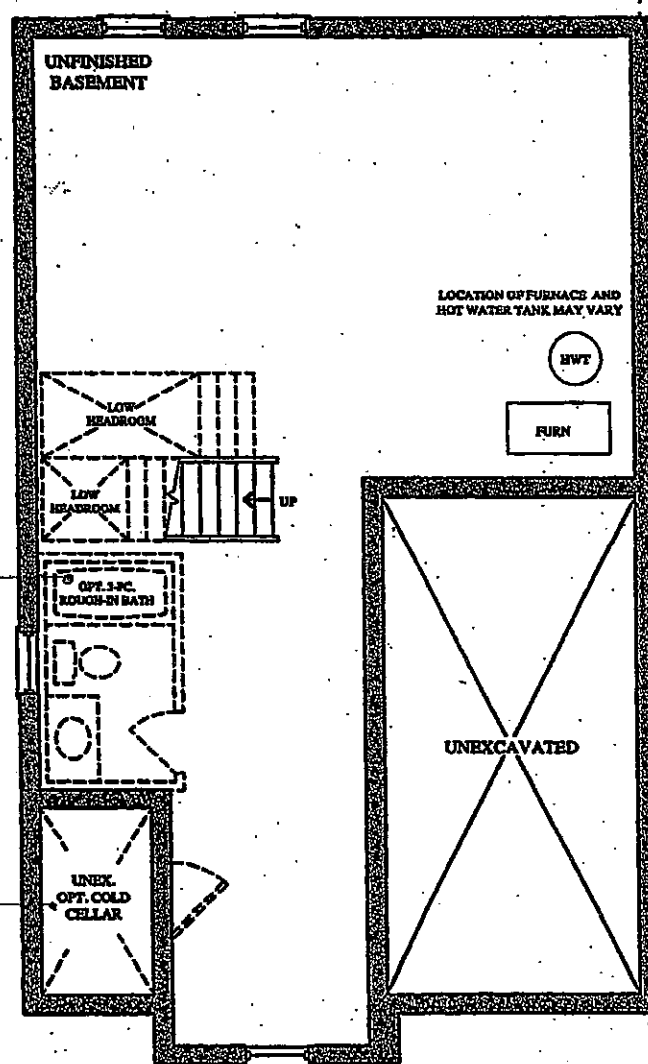 UNFINISHED
BASEMENT
LOCATION OF FURNACE AND
HOT WATER TANK MAY VARY
HWT
FURN
LOW
HEADROOM
LOW
HEADROOM
UP
OPT. 3-PC.
ROUGH-IN BATH
UNEXCAVATED
UNEX.
OPT. COLD
CELLAR